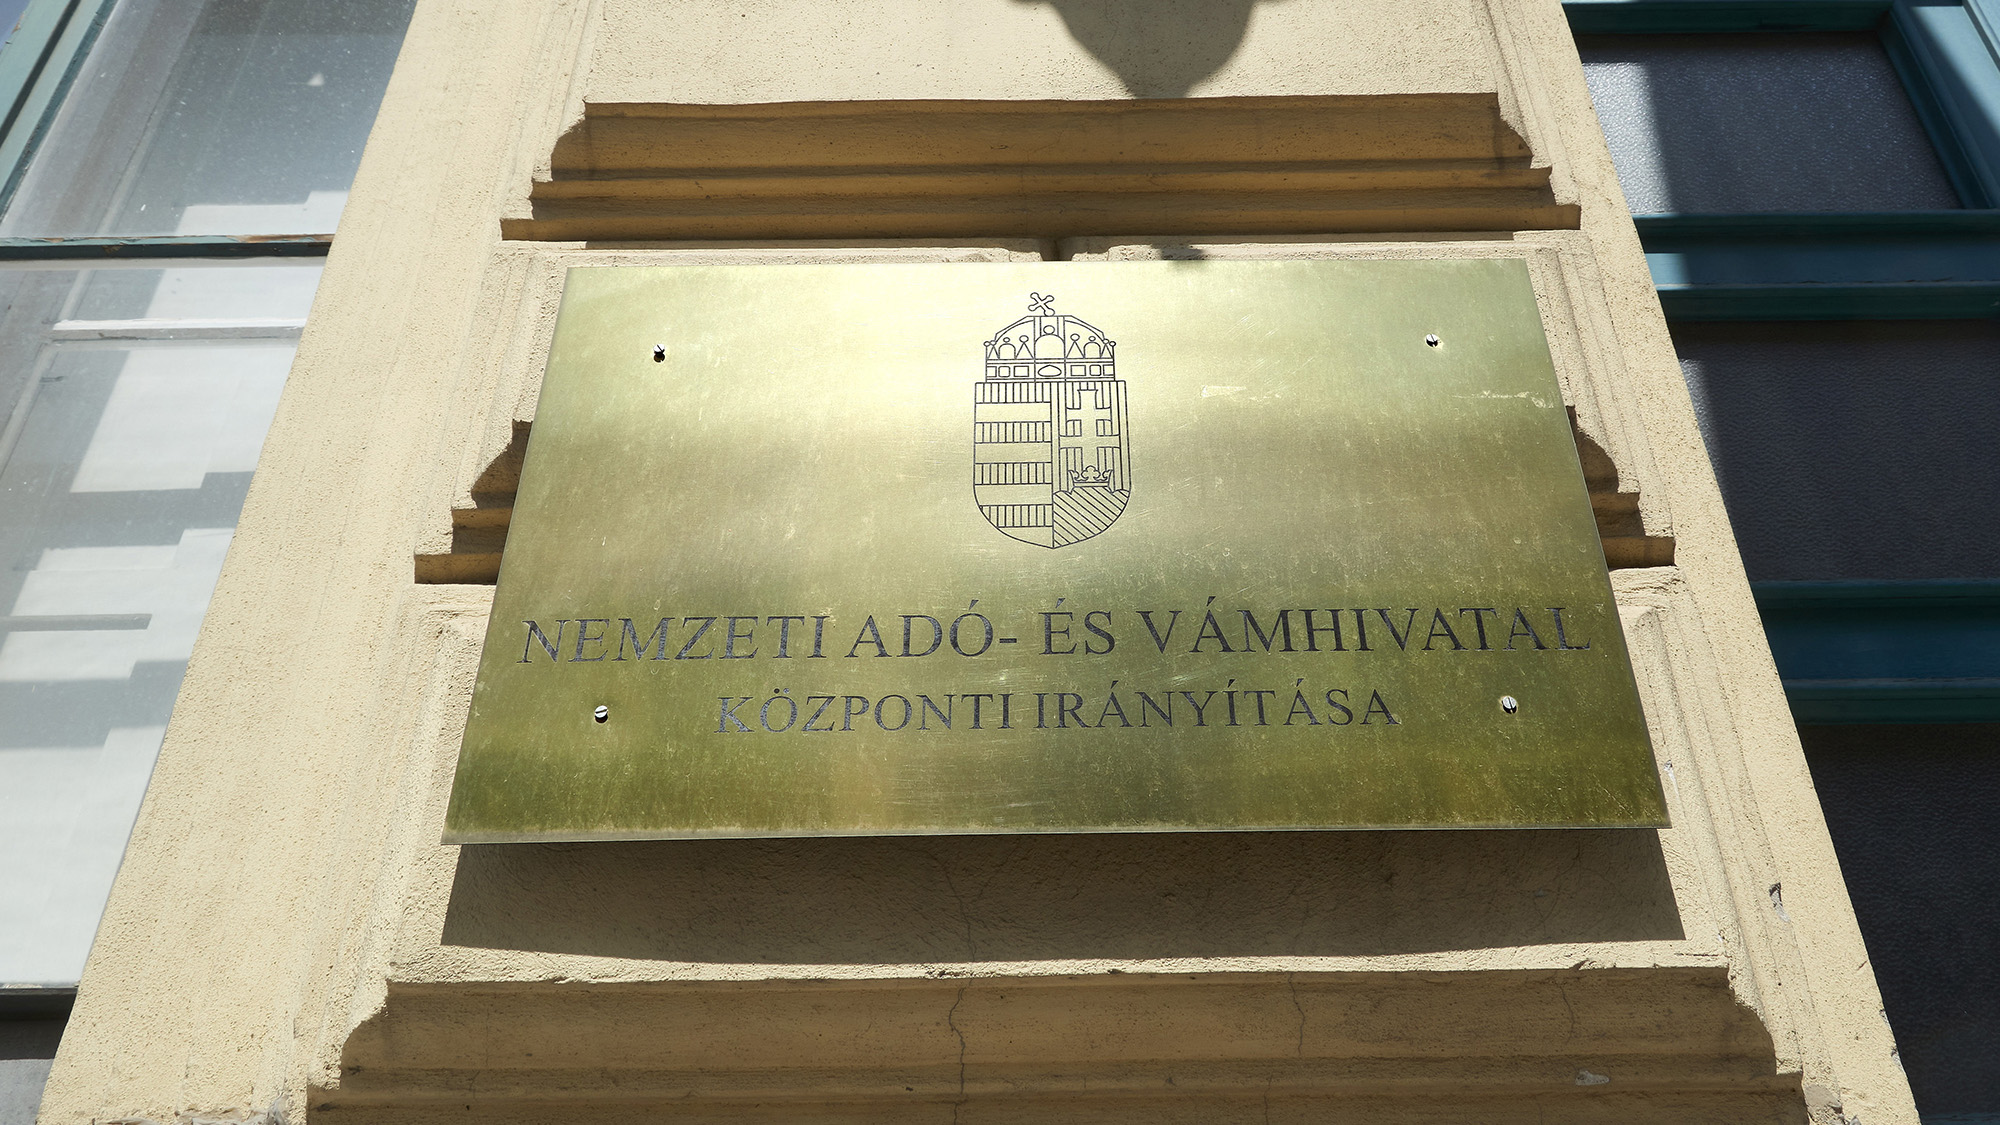 NEMZETI ADÓ- ÉS VÁMHIVATAL
KÖZPONTI IRÁNYÍTÁSA